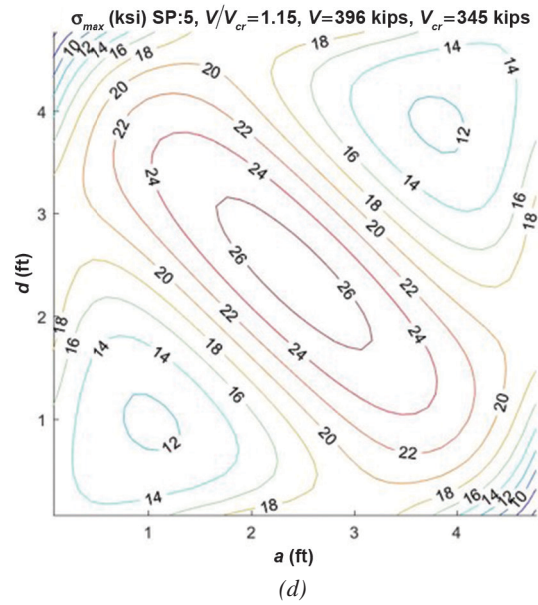 σmax (ksi) SP:5, V/Vcr=1.15, V=396 kips, Vcr=345 kips
10 12 14 16 18 20 18 14 14
4
20 22 22 16 12
24 24 14
3
18 16 18
26 20
d (ft)
20 22 26 22
2
18 16 14 18 24 24
16 20
1
12 20
22
14 18 18 16 14 12 10
1 2 3 4
a (ft)
(d)